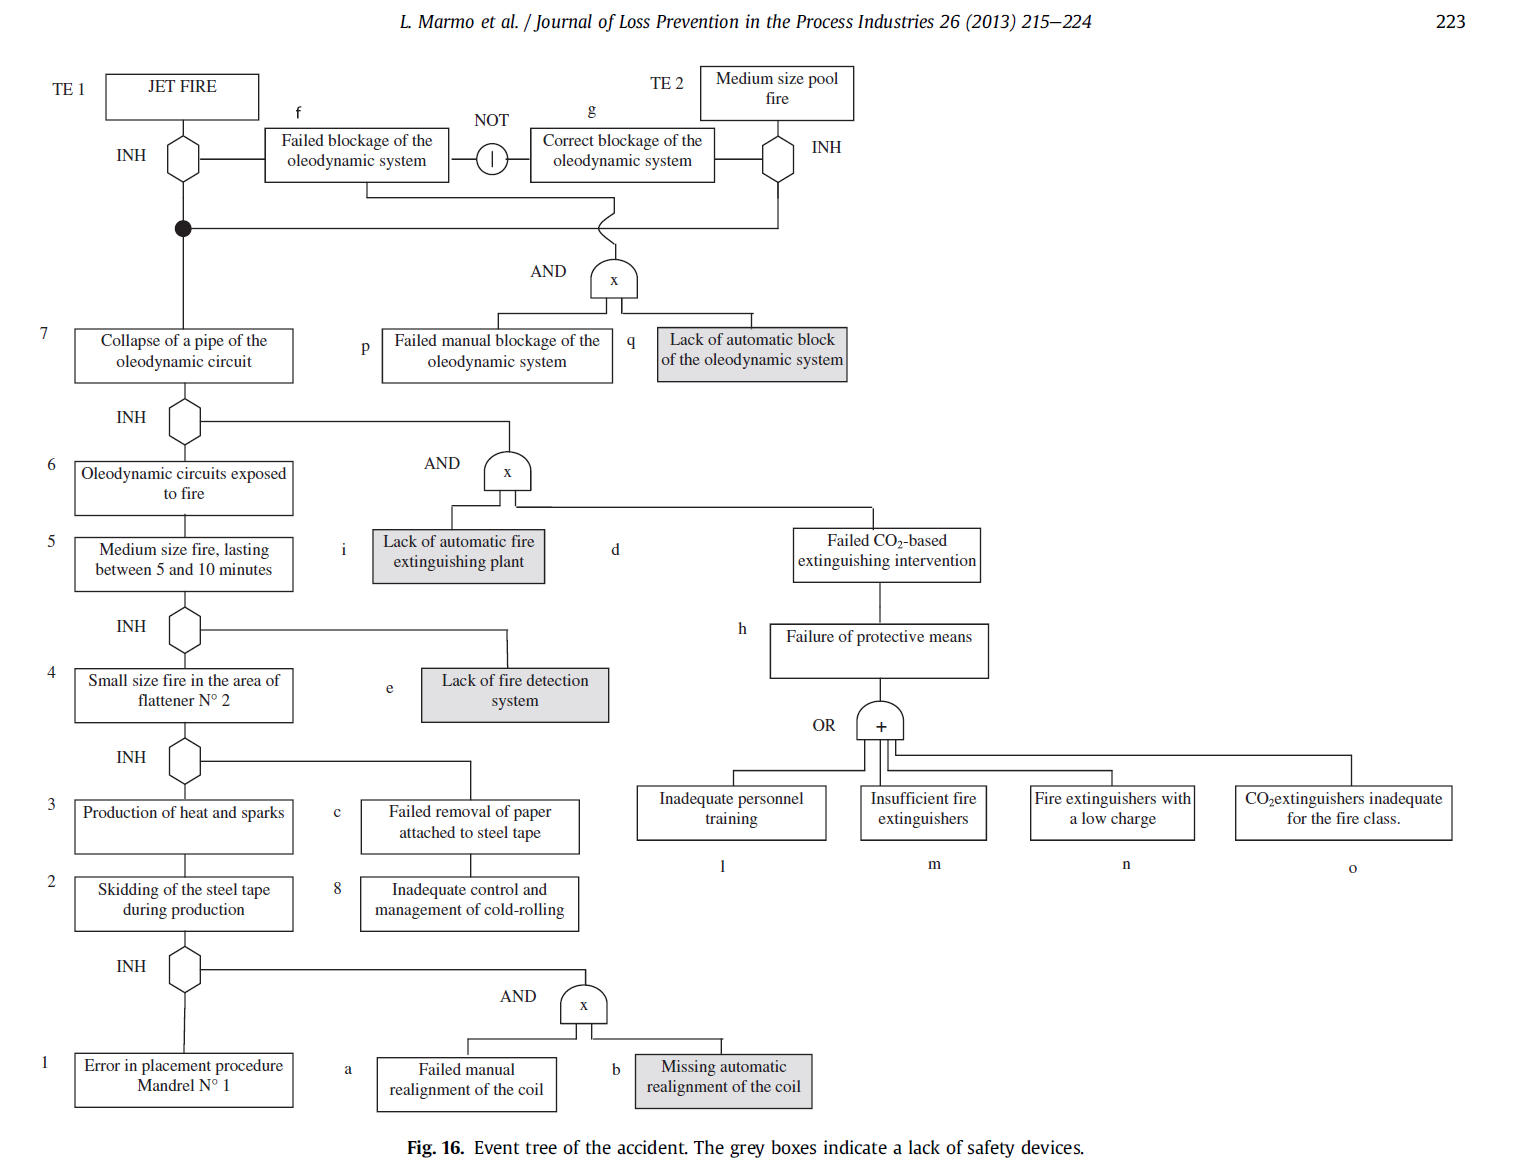 L. Marmo et al. / Journal of Loss Prevention in the Process Industries 26 (2013) 215–224
223
TE 1
JET FIRE
TE 2
Medium size pool
fire
f
NOT
g
INH
Failed blockage of the
oleodynamic system
Correct blockage of the
oleodynamic system
INH
AND
x
7
Collapse of a pipe of the
oleodynamic circuit
p
Failed manual blockage of the
oleodynamic system
q
Lack of automatic block
of the oleodynamic system
INH
6
Oleodynamic circuits exposed
to fire
AND
x
5
Medium size fire, lasting
between 5 and 10 minutes
i
Lack of automatic fire
extinguishing plant
d
Failed CO₂-based
extinguishing intervention
INH
h
Failure of protective means
4
Small size fire in the area of
flattener N° 2
e
Lack of fire detection
system
OR
+
INH
3
Production of heat and sparks
c
Failed removal of paper
attached to steel tape
Inadequate personnel
training
Insufficient fire
extinguishers
Fire extinguishers with
a low charge
CO₂extinguishers inadequate
for the fire class.
l
m
n
o
2
Skidding of the steel tape
during production
8
Inadequate control and
management of cold-rolling
INH
AND
x
1
Error in placement procedure
Mandrel N° 1
a
Failed manual
realignment of the coil
b
Missing automatic
realignment of the coil
Fig. 16. Event tree of the accident. The grey boxes indicate a lack of safety devices.